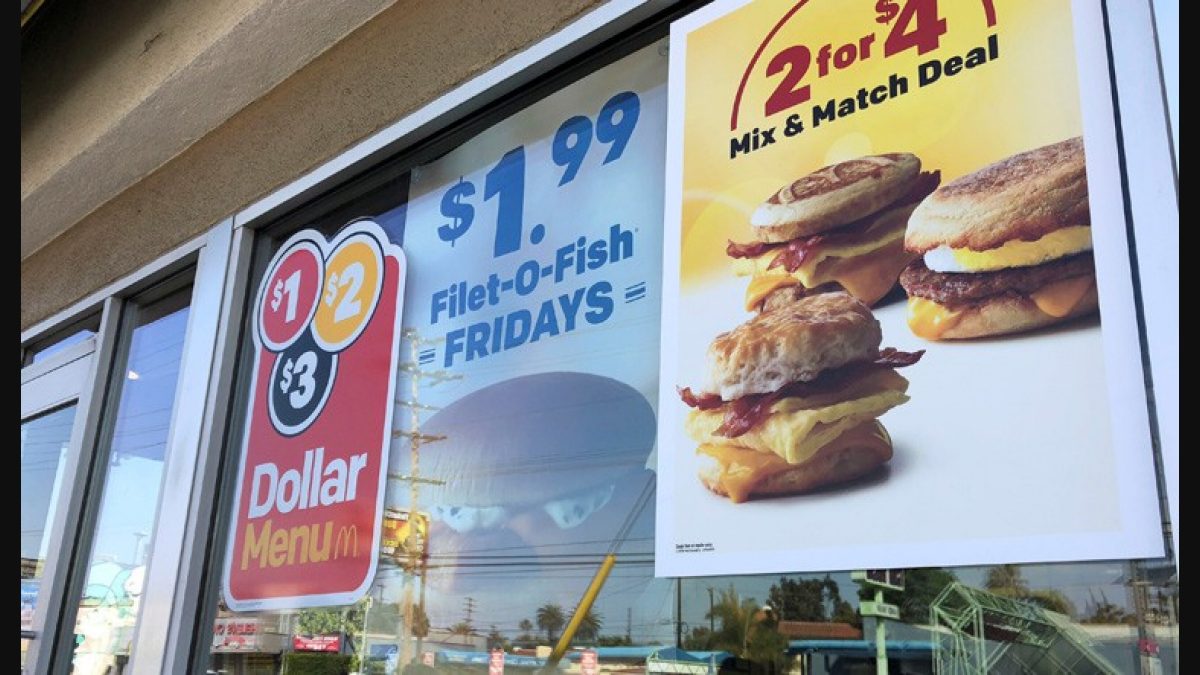 $1
$2
$3
Dollar
Menu
$1.99
Filet-O-Fish
FRIDAYS
2 for $4
Mix & Match Deal